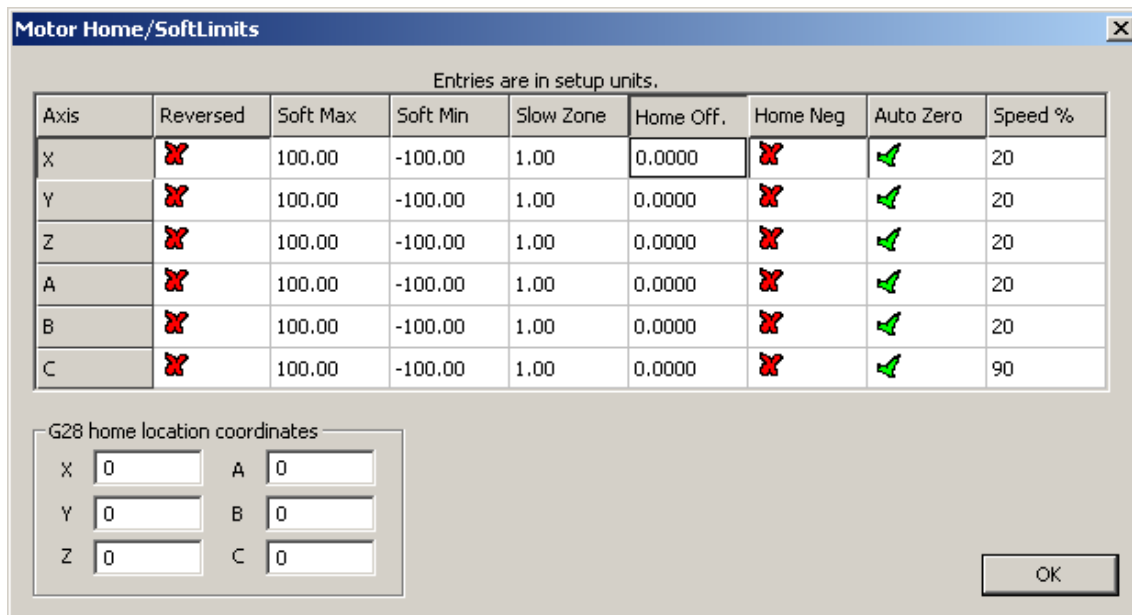 Motor Home/SoftLimits
Entries are in setup units.
Axis Reversed Soft Max Soft Min Slow Zone Home Off. Home Neg Auto Zero Speed %
X 100.00 -100.00 1.00 0.0000 20
Y 100.00 -100.00 1.00 0.0000 20
Z 100.00 -100.00 1.00 0.0000 20
A 100.00 -100.00 1.00 0.0000 20
B 100.00 -100.00 1.00 0.0000 20
C 100.00 -100.00 1.00 0.0000 90
G28 home location coordinates
X 0 A 0
Y 0 B 0
Z 0 C 0
OK